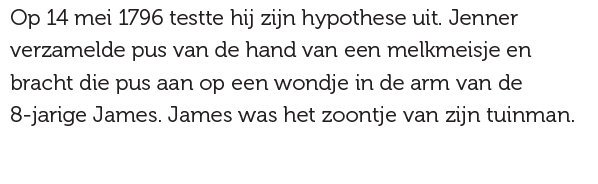 Op 14 mei 1796 testte hij zijn hypothese uit. Jenner
verzamelde pus van de hand van een melkmeisje en
bracht die pus aan op een wondje in de arm van de
8-jarige James. James was het zoontje van zijn tuinman.